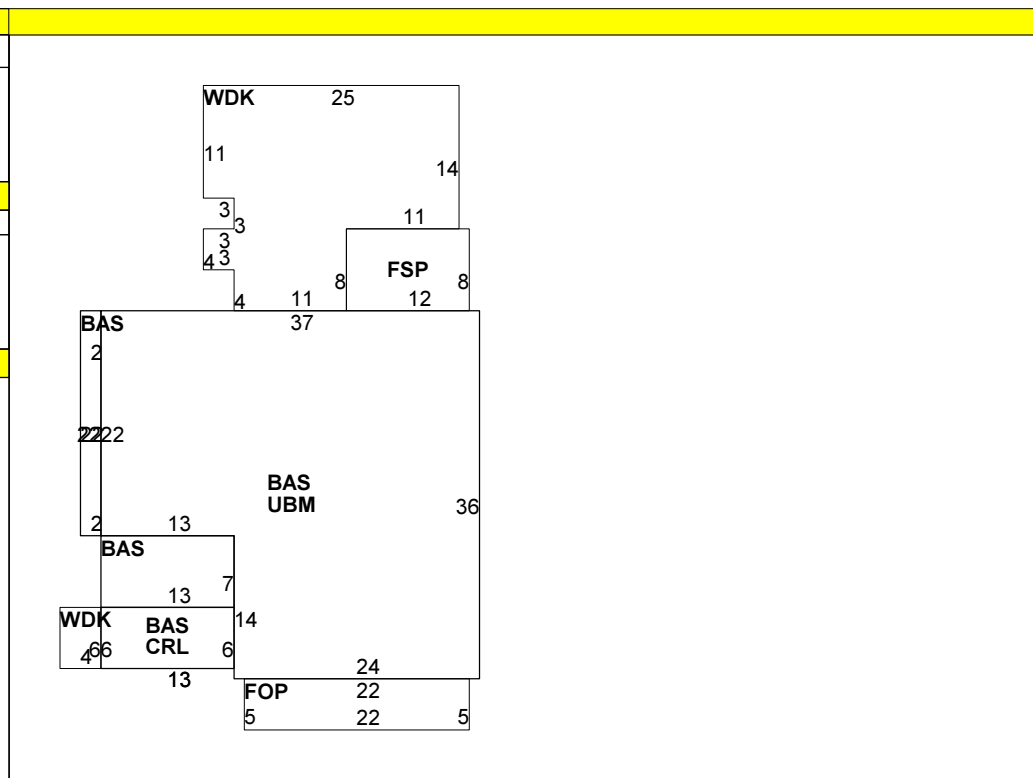 WDK 25
11
14
3
3
11
3
4 3
8 FSP 8
4 11 12
BAS 37
2
22 22 22
BAS
UBM 36
2 13
BAS
7
13
WDK BAS 14
CRL
4 6 6 6
24
13
FOP 22
5 22 5